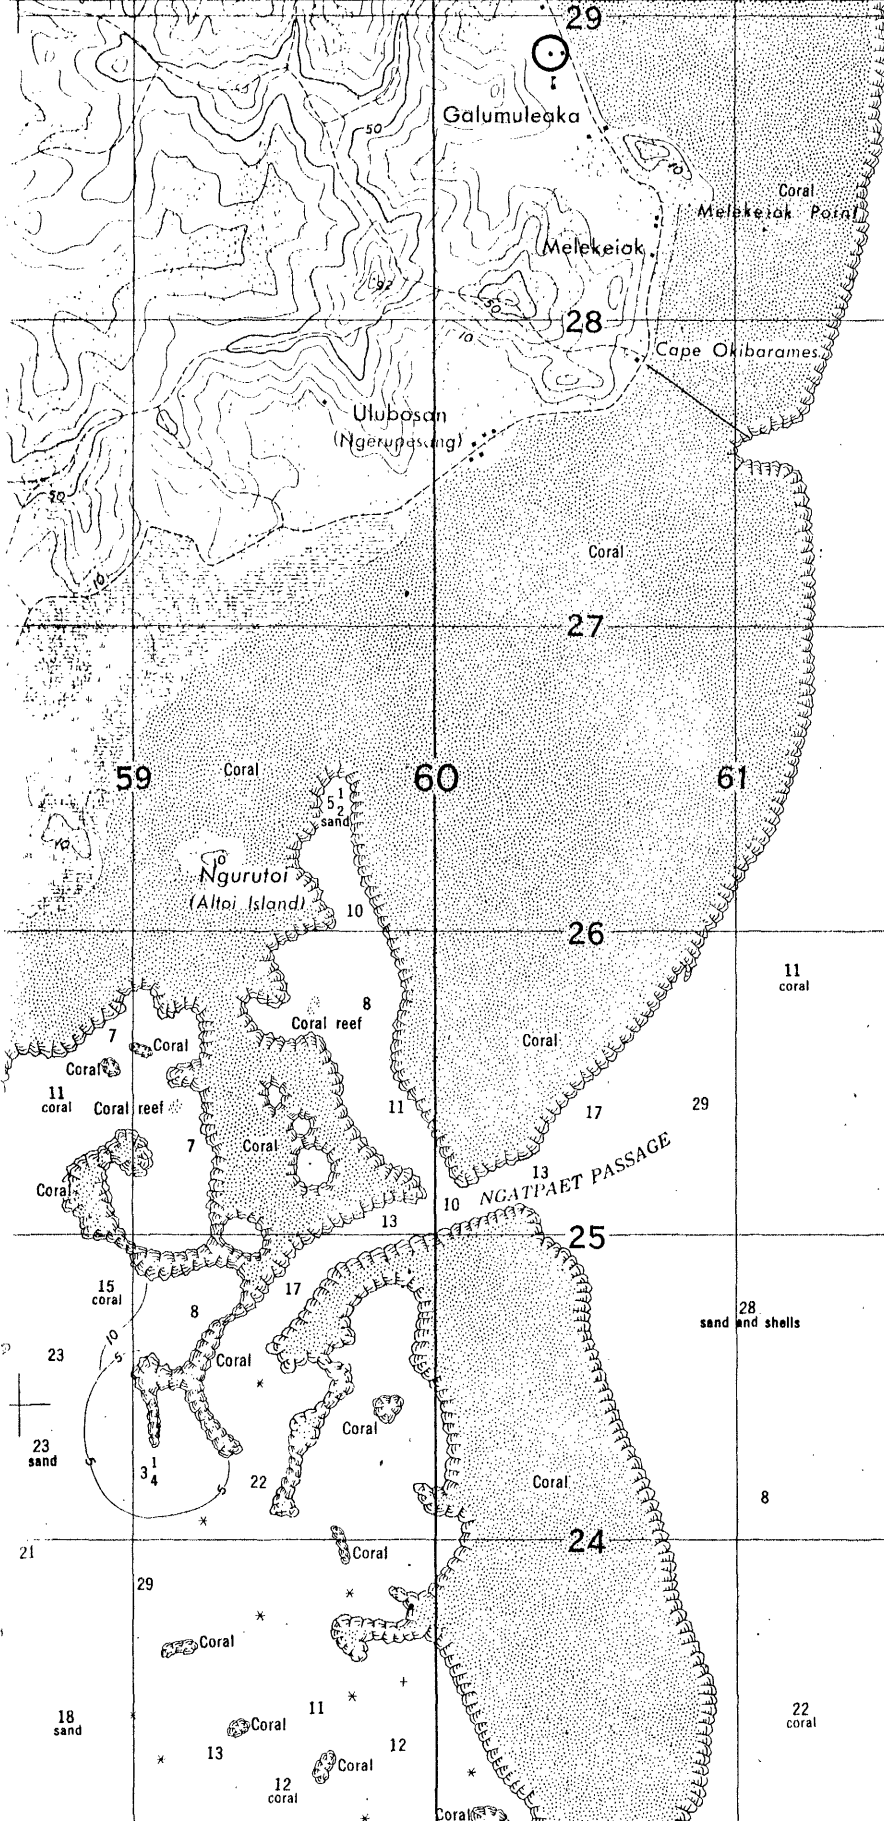 29
Galumuleaka
50
10
Coral
Melekeiok Point
Melekeiok
92
50
28
10
Cape Okibarames
Ulubosan
(Ngerupesang)
50
10
Coral
27
Coral
59
60
61
5 1/2
sand
10
10
Ngurutoi
(Altoi Island)
10
26
11
coral
8
Coral reef
7
Coral
Coral
Coral
11
coral
Coral reef
11
17
29
7
Coral
Coral
13
10
NGATPAET PASSAGE
13
25
15
coral
17
8
28
sand and shells
10
5
23
Coral
Coral
23
sand
5
3 1/4
5
22
Coral
8
24
21
Coral
29
Coral
18
sand
11
22
coral
Coral
13
12
Coral
12
coral
Coral